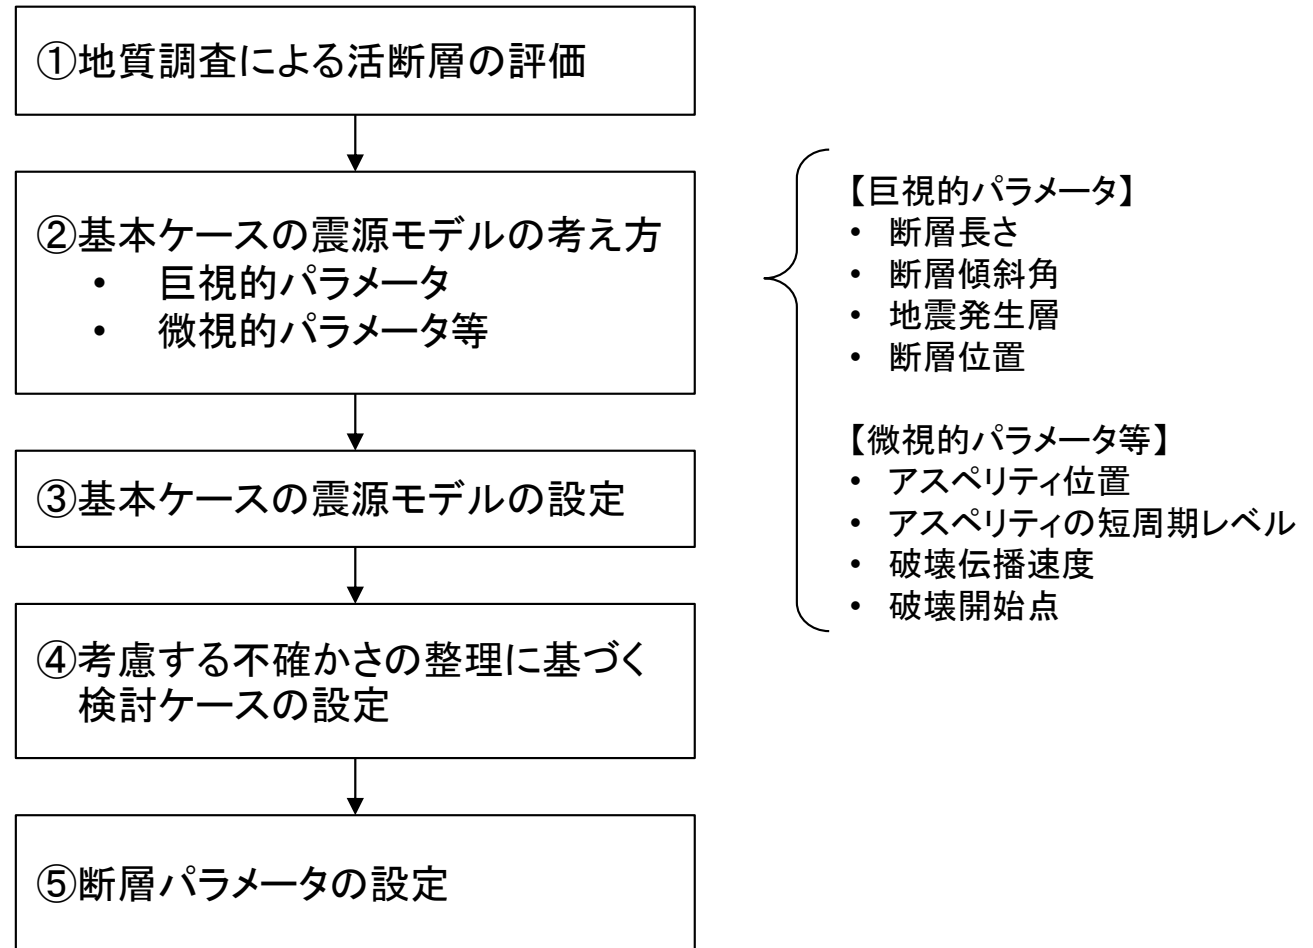 ①地質調査による活断層の評価
②基本ケースの震源モデルの考え方
• 巨視的パラメータ
• 微視的パラメータ等
③基本ケースの震源モデルの設定
④考慮する不確かさの整理に基づく
検討ケースの設定
⑤断層パラメータの設定
【巨視的パラメータ】
• 断層長さ
• 断層傾斜角
• 地震発生層
• 断層位置
【微視的パラメータ等】
• アスペリティ位置
• アスペリティの短周期レベル
• 破壊伝播速度
• 破壊開始点